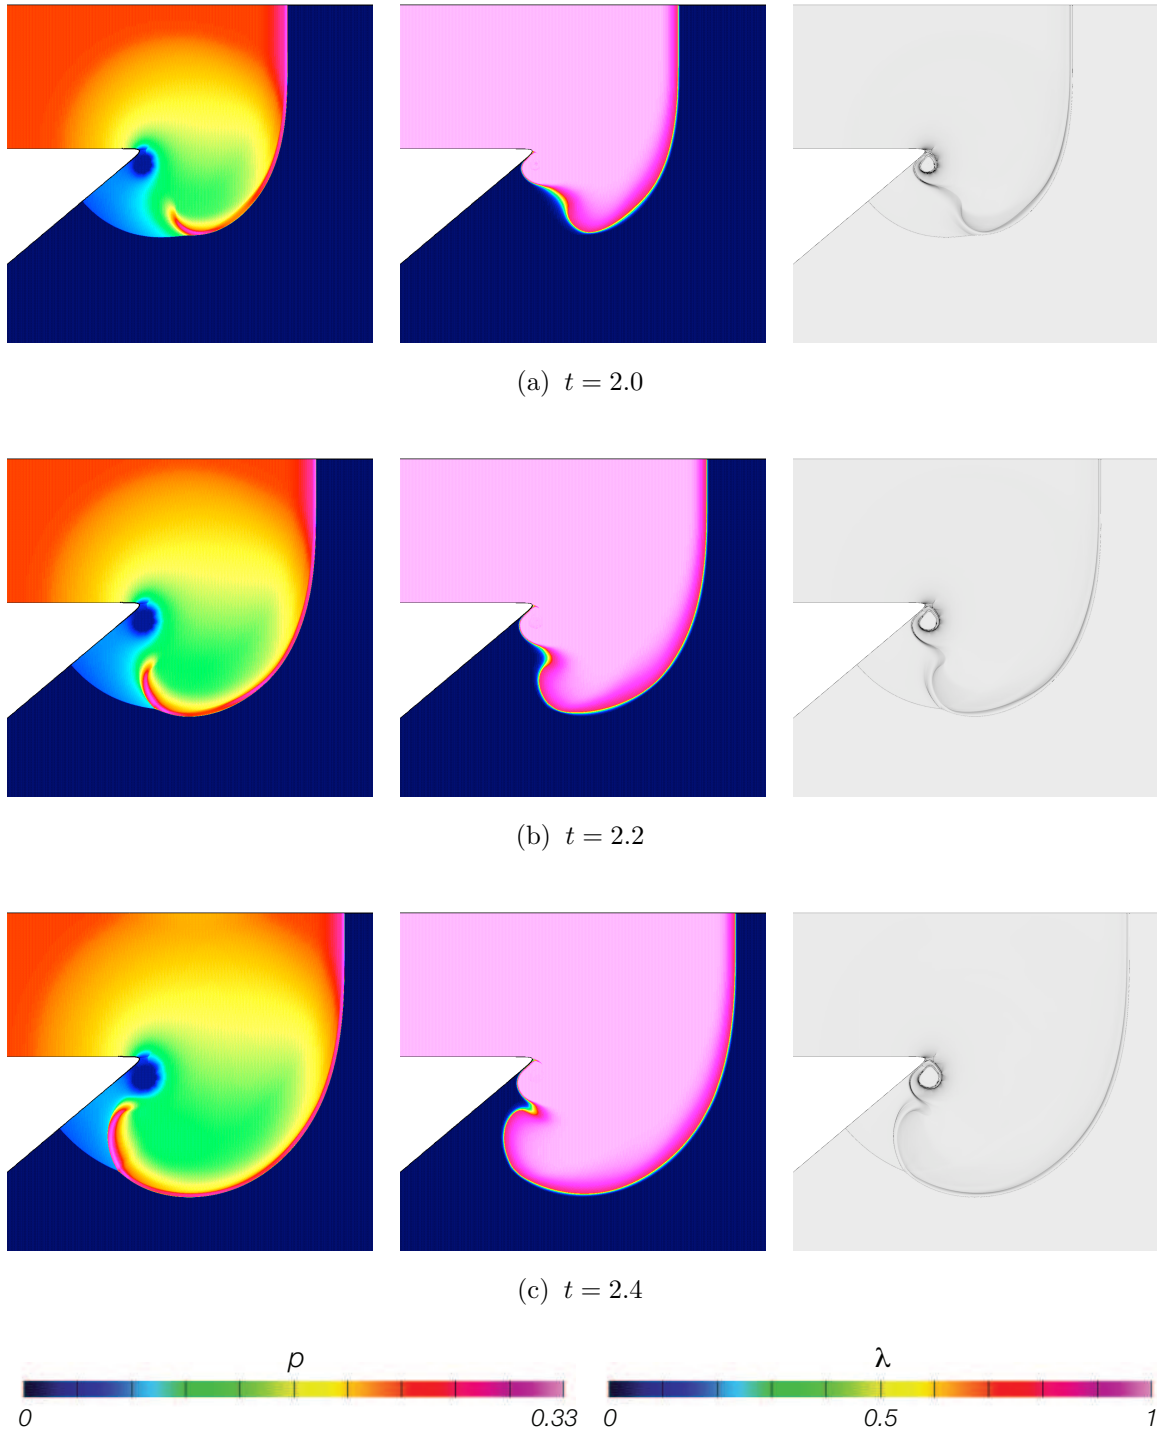 (a) t = 2.0
(b) t = 2.2
(c) t = 2.4
p λ
0 0.33 0 0.5 1